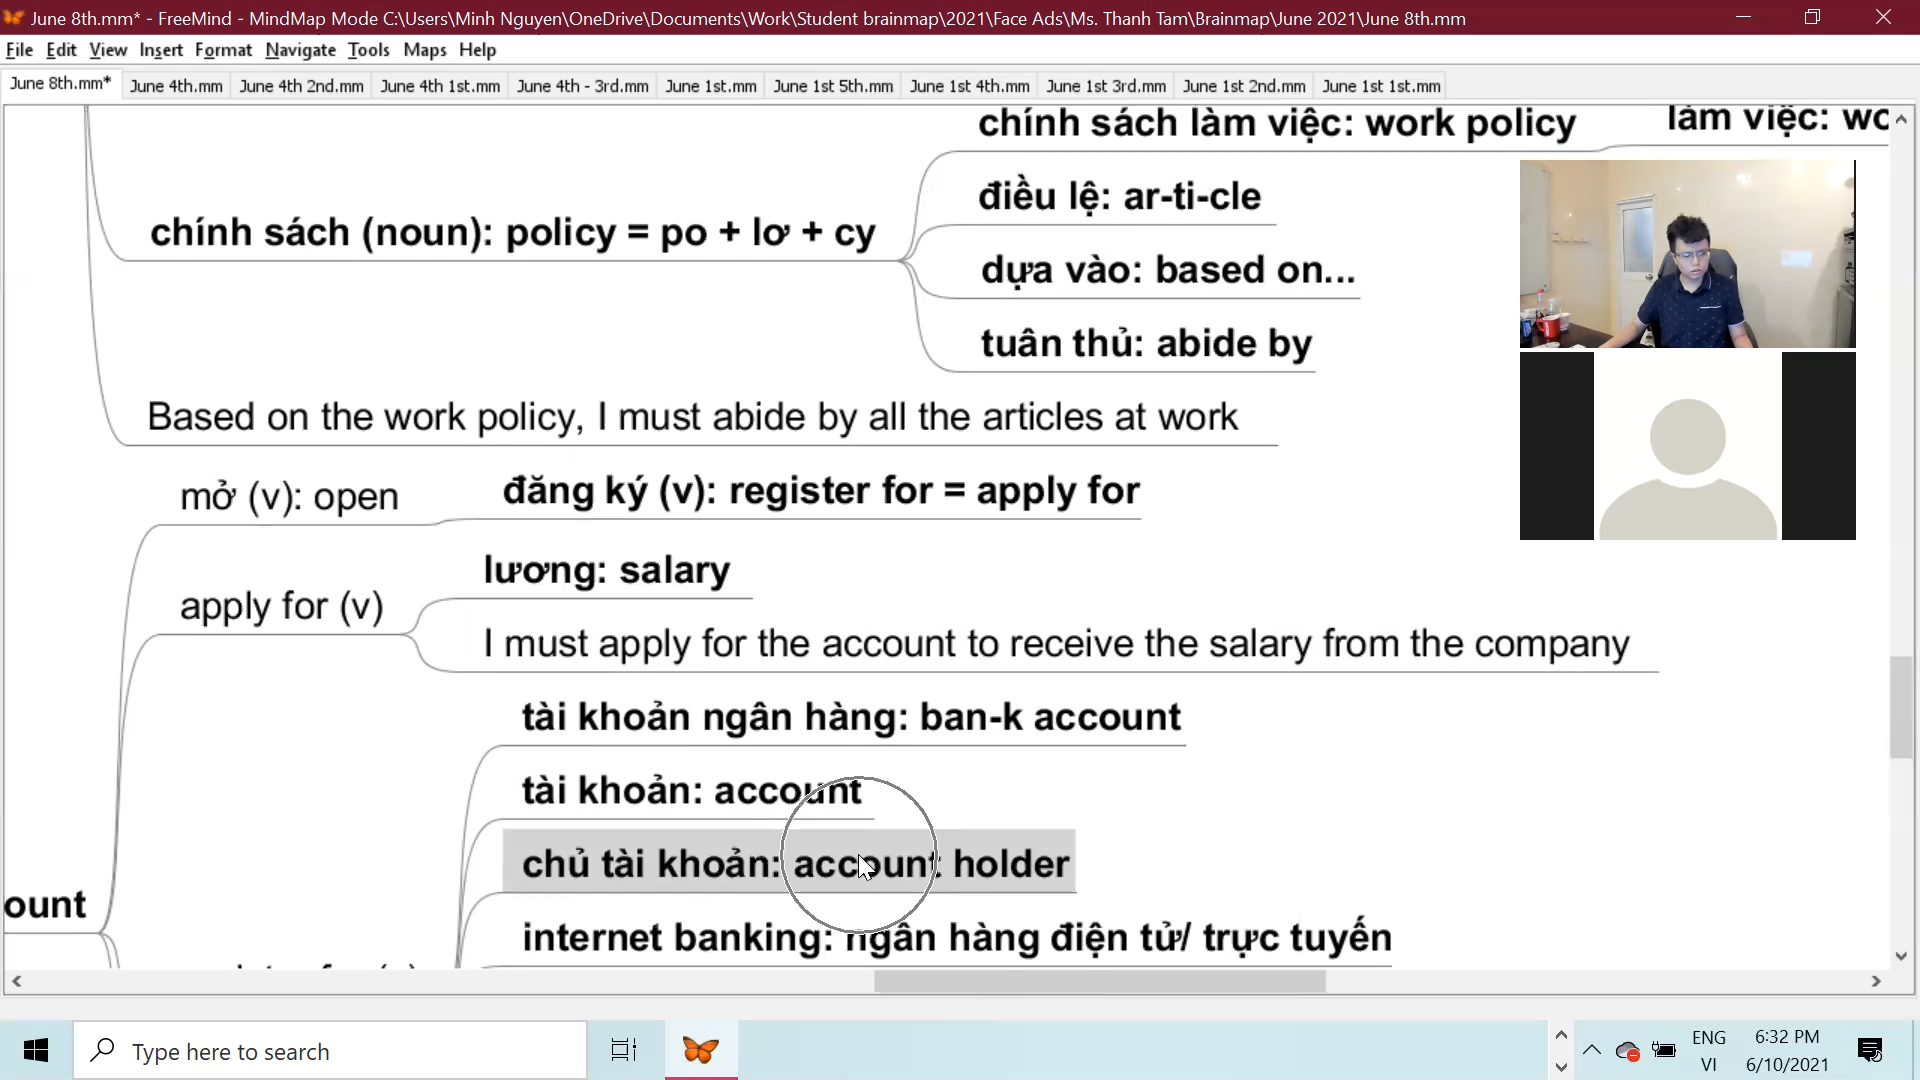 June 8th.mm* - FreeMind - MindMap Mode C:\Users\Minh Nguyen\OneDrive\Documents\Work\Student brainmap\2021\Face Ads\Ms. Thanh Tam\Brainmap\June 2021\June 8th.mm
File Edit View Insert Format Navigate Tools Maps Help
June 8th.mm* June 4th.mm June 4th 2nd.mm June 4th 1st.mm June 4th - 3rd.mm June 1st.mm June 1st 5th.mm June 1st 4th.mm June 1st 3rd.mm June 1st 2nd.mm June 1st 1st.mm
chính sách làm việc: work policy
làm việc: wo
điều lệ: ar-ti-cle
chính sách (noun): policy = po + lơ + cy
dựa vào: based on...
tuân thủ: abide by
Based on the work policy, I must abide by all the articles at work
mở (v): open
đăng ký (v): register for = apply for
lương: salary
apply for (v)
I must apply for the account to receive the salary from the company
tài khoản ngân hàng: ban-k account
tài khoản: account
chủ tài khoản: account holder
ount
internet banking: ngân hàng điện tử/ trực tuyến
Type here to search
ENG
VI
6:32 PM
6/10/2021